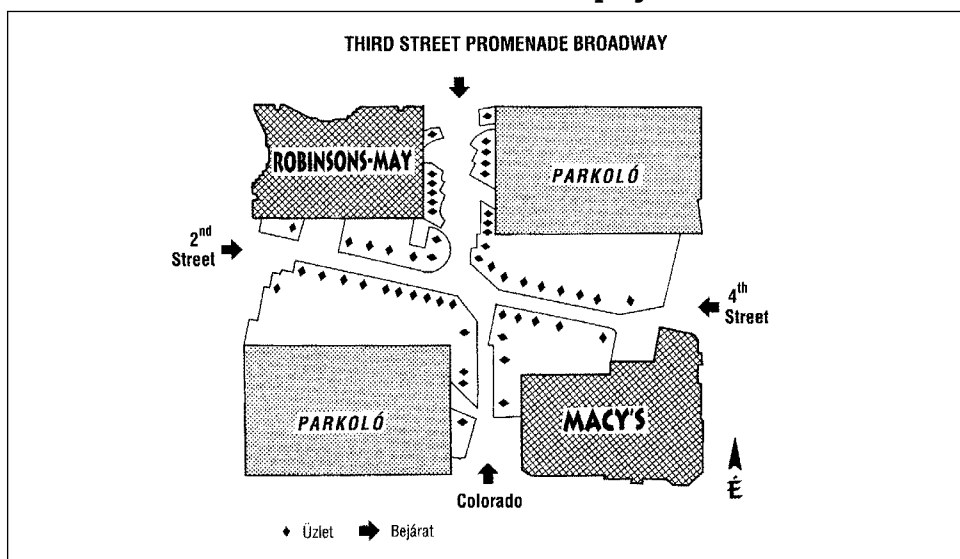 THIRD STREET PROMENADE BROADWAY
ROBINSONS-MAY
PARKOLÓ
2nd
Street
4th
Street
PARKOLÓ
MACY'S
Colorado
É
Üzlet
Bejárat